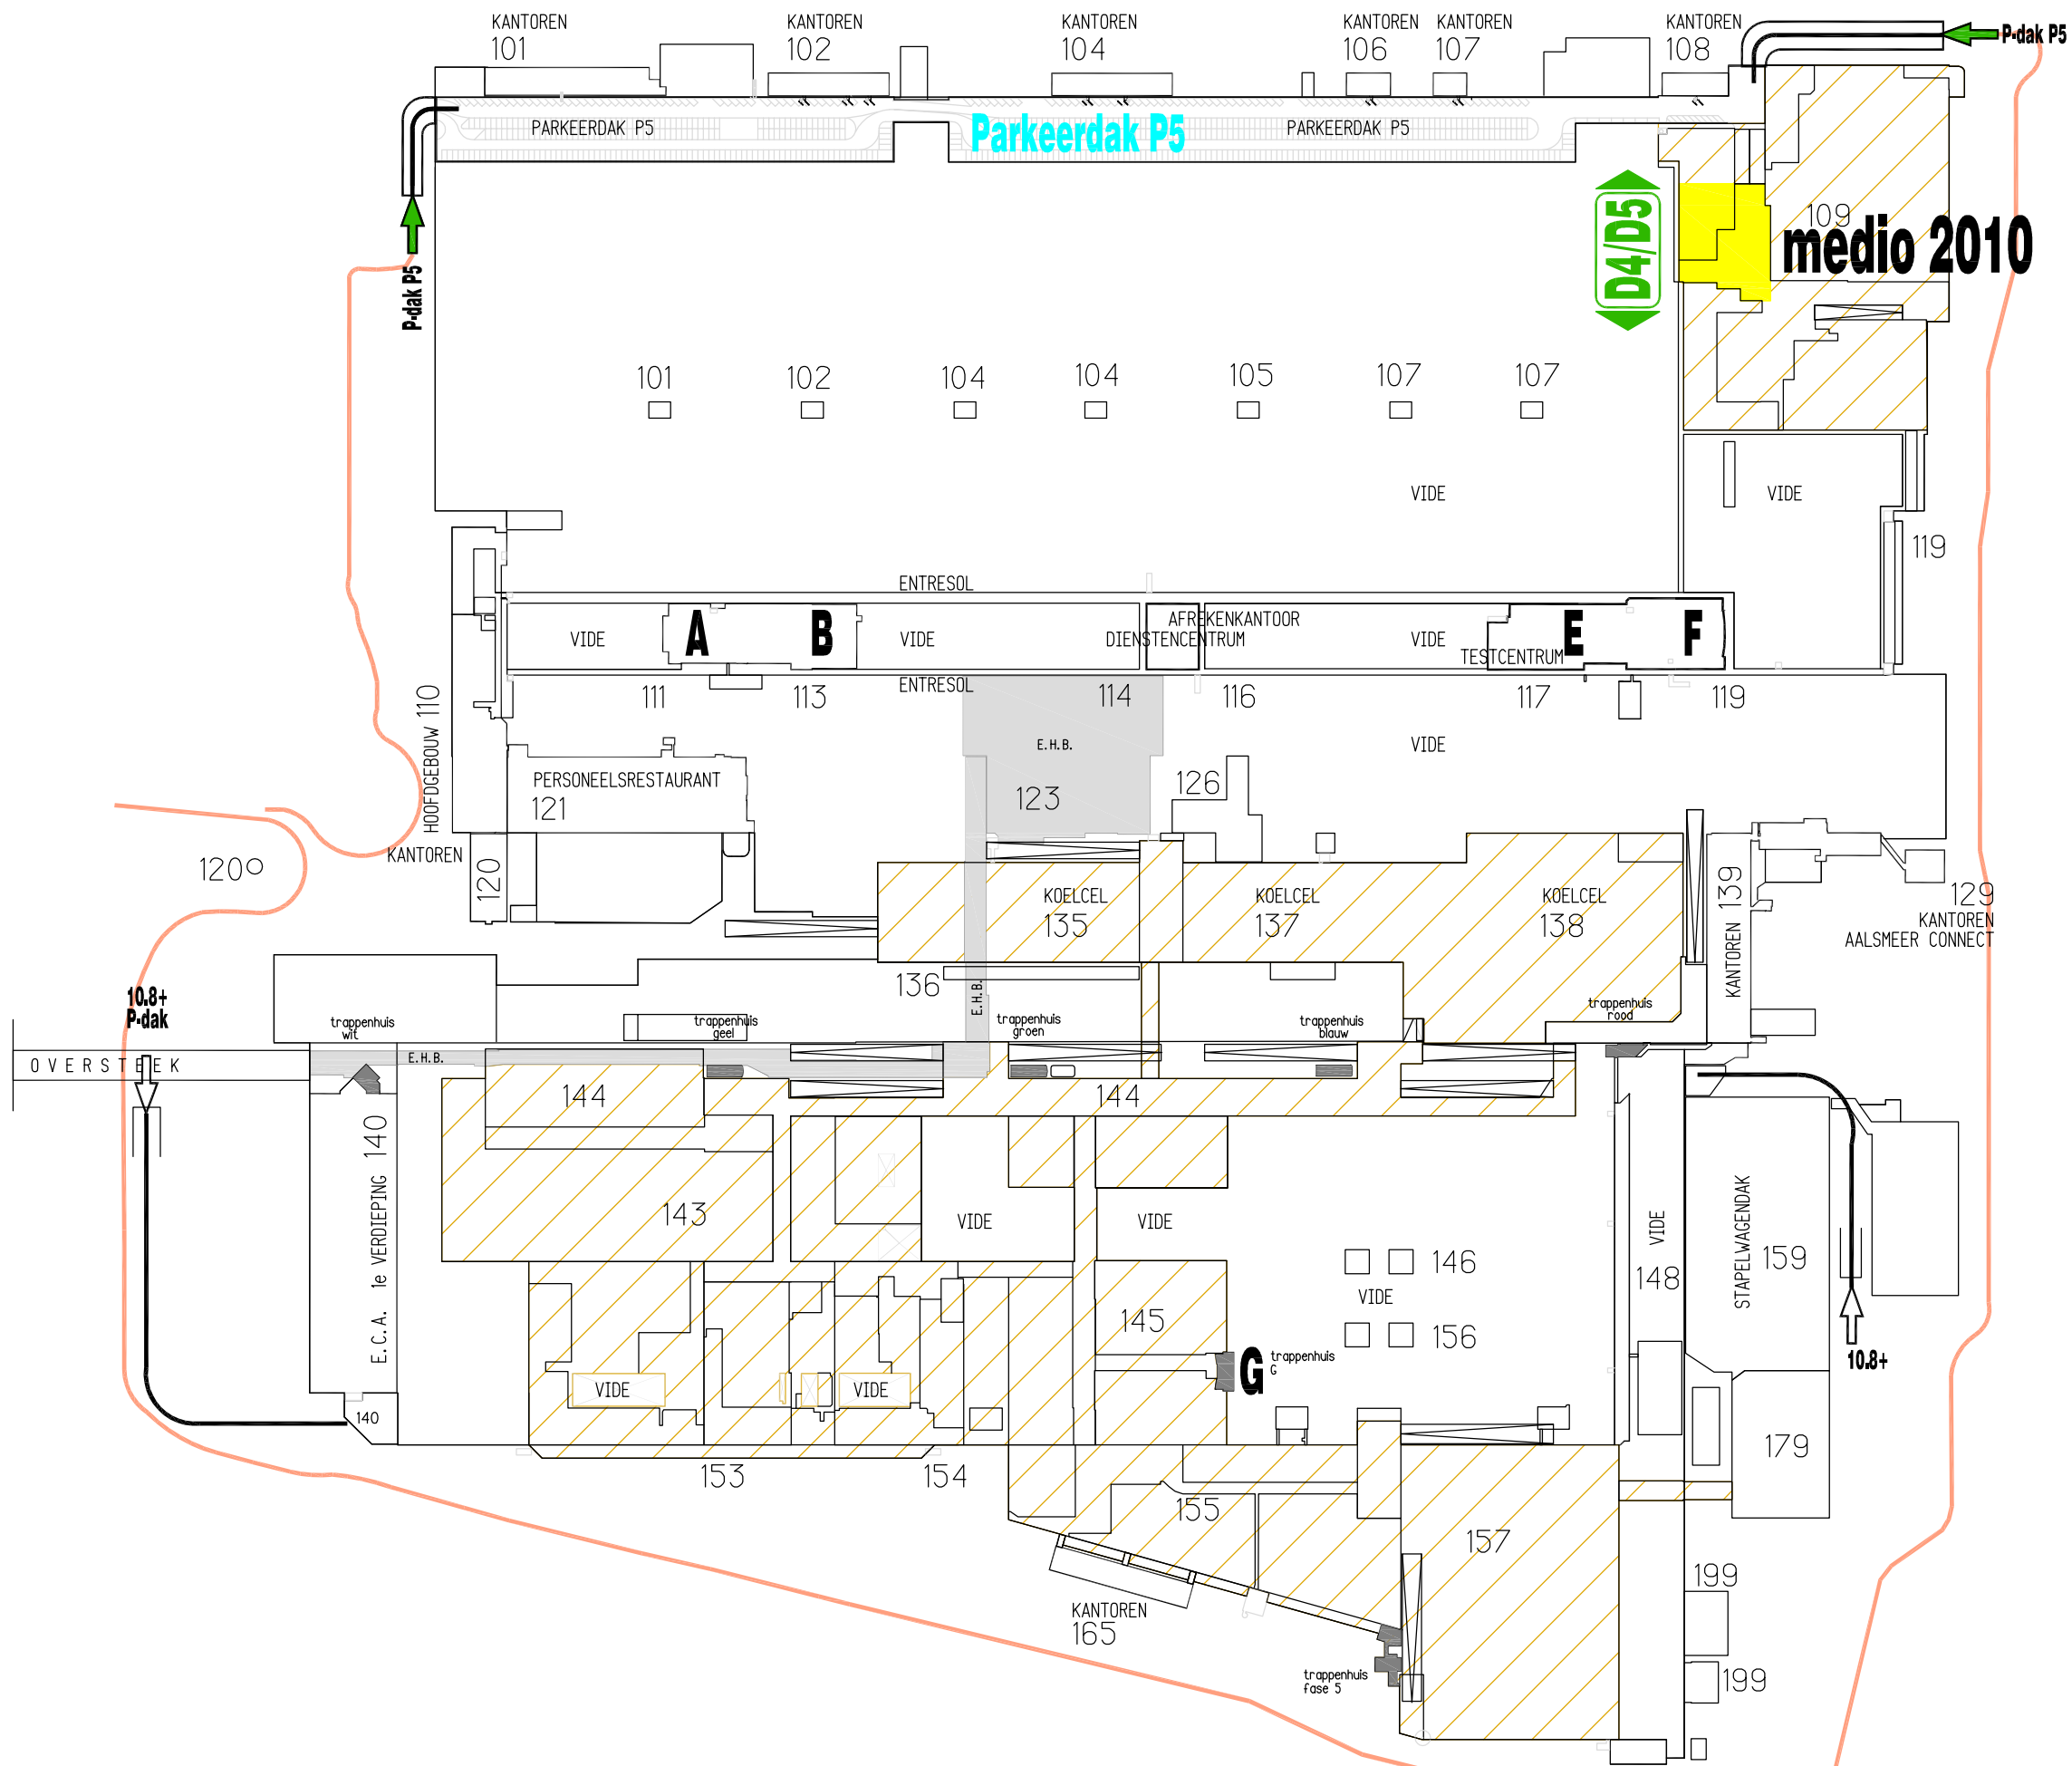 KANTOREN
101
KANTOREN
102
KANTOREN
104
KANTOREN
106
KANTOREN
107
KANTOREN
108
P-dak P5
PARKEERDAK P5
Parkeerdak P5
PARKEERDAK P5
P-dak P5
D4/D5
109
medio 2010
101
102
104
104
105
107
107
VIDE
VIDE
119
ENTRESOL
VIDE
A
B
VIDE
AFREKENKANTOOR
DIENSTENCENTRUM
VIDE
E
F
TESTCENTRUM
ENTRESOL
111
113
114
116
117
119
HOOFDGEBOUW 110
E.H.B.
VIDE
PERSONEELSRESTAURANT
121
123
126
KANTOREN
120
120
KOELCEL
135
KOELCEL
137
KOELCEL
138
KANTOREN 139
129
KANTOREN
AALSMEER CONNECT
136
E.H.B.
10.8+
P-dak
trappenhuis
wit
trappenhuis
geel
trappenhuis
groen
trappenhuis
blauw
trappenhuis
rood
OVERSTEEK
E.H.B.
144
144
E.C.A. 1e VERDIEPING 140
143
VIDE
VIDE
VIDE
148
STAPELWAGENDAK
159
146
VIDE
156
145
G
trappenhuis
G
10.8+
VIDE
VIDE
140
153
154
155
157
179
KANTOREN
165
199
199
trappenhuis
fase 5